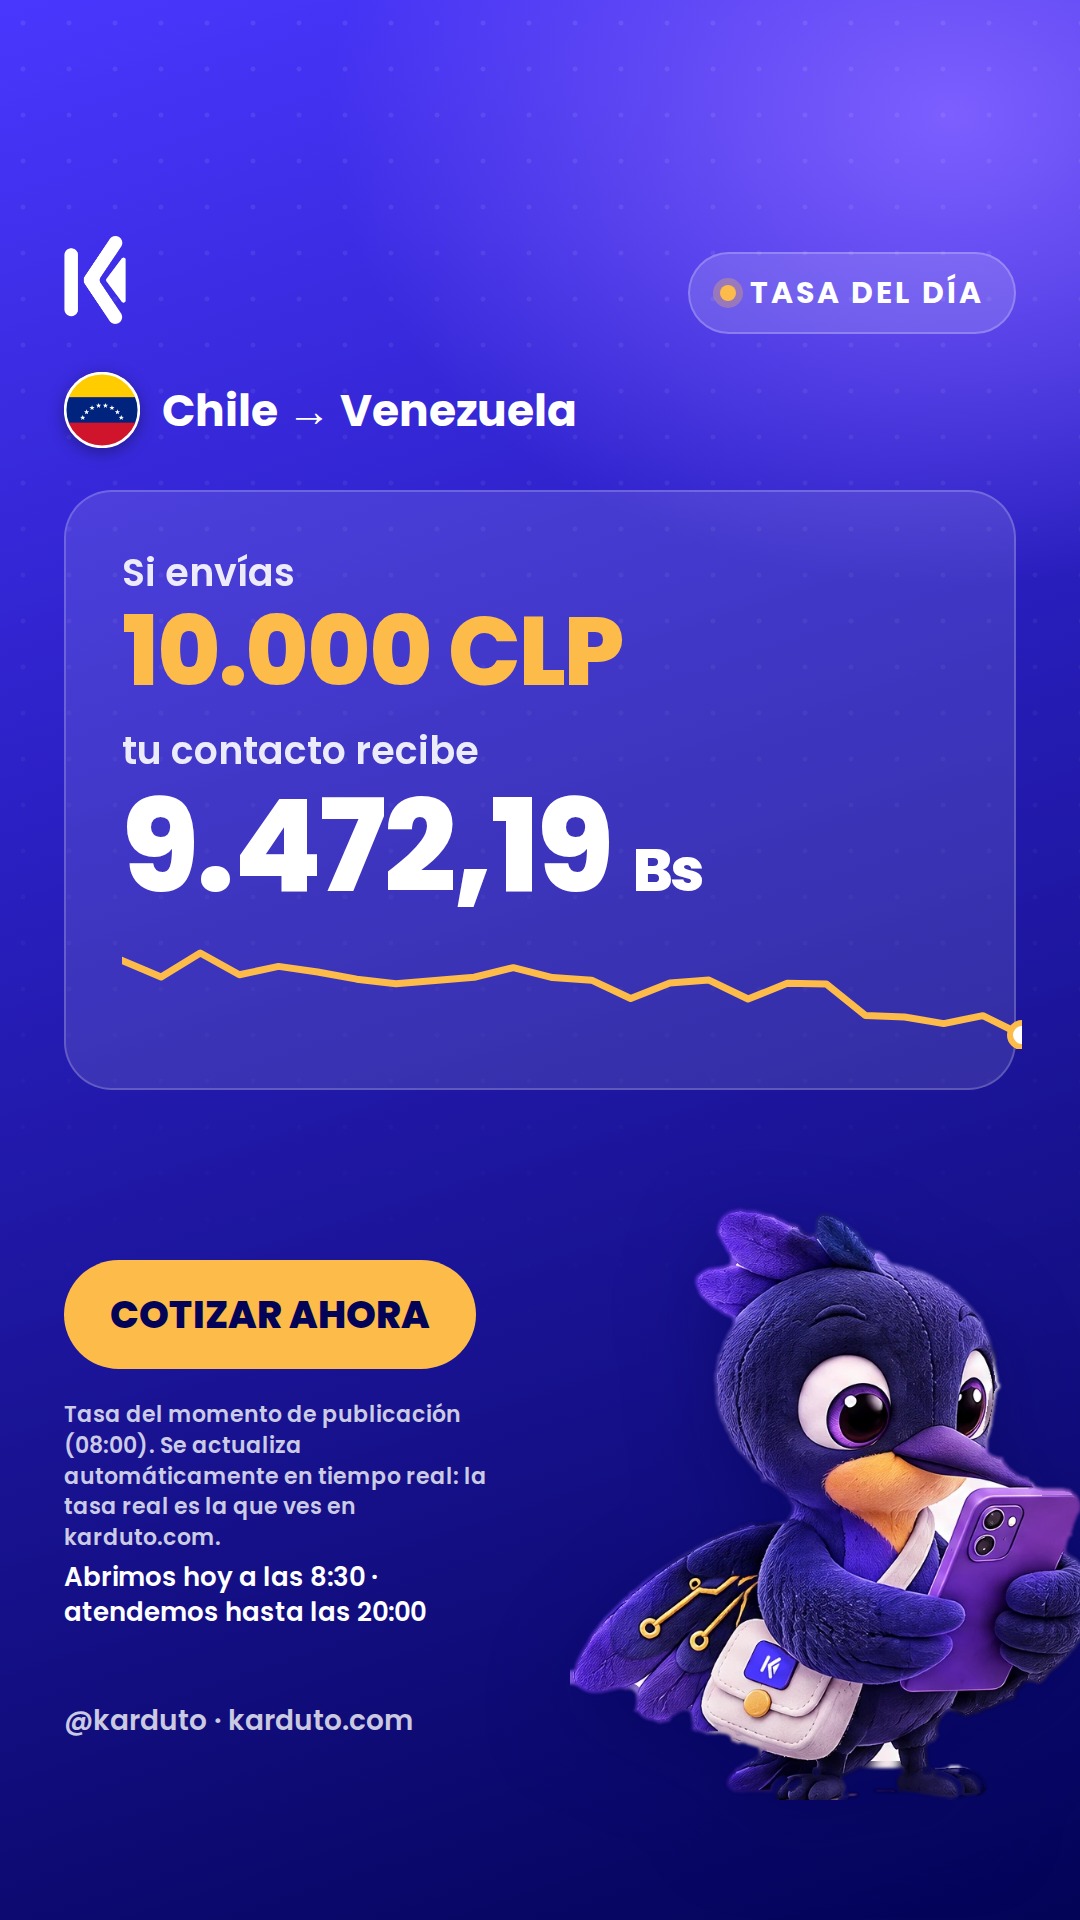 TASA DEL DÍA
Chile → Venezuela
Si envías
10.000 CLP
tu contacto recibe
9.472,19 Bs
COTIZAR AHORA
Tasa del momento de publicación
(08:00). Se actualiza
automáticamente en tiempo real: la
tasa real es la que ves en
karduto.com.
Abrimos hoy a las 8:30 ·
atendemos hasta las 20:00
@karduto · karduto.com